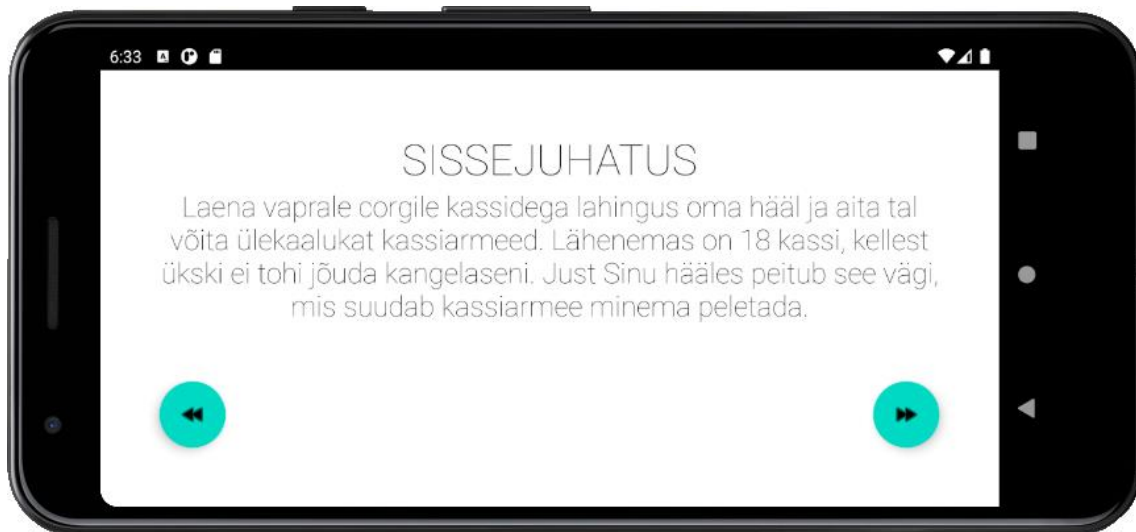 6:33
SISSEJUHATUS
Laena vaprale corgile kassidega lahingus oma hääl ja aita tal
võita ülekaalukat kassiarmeed. Lähenemas on 18 kassi, kellest
ükski ei tohi jõuda kangelaseni. Just Sinu hääles peitub see vägi,
mis suudab kassiarmee minema peletada.